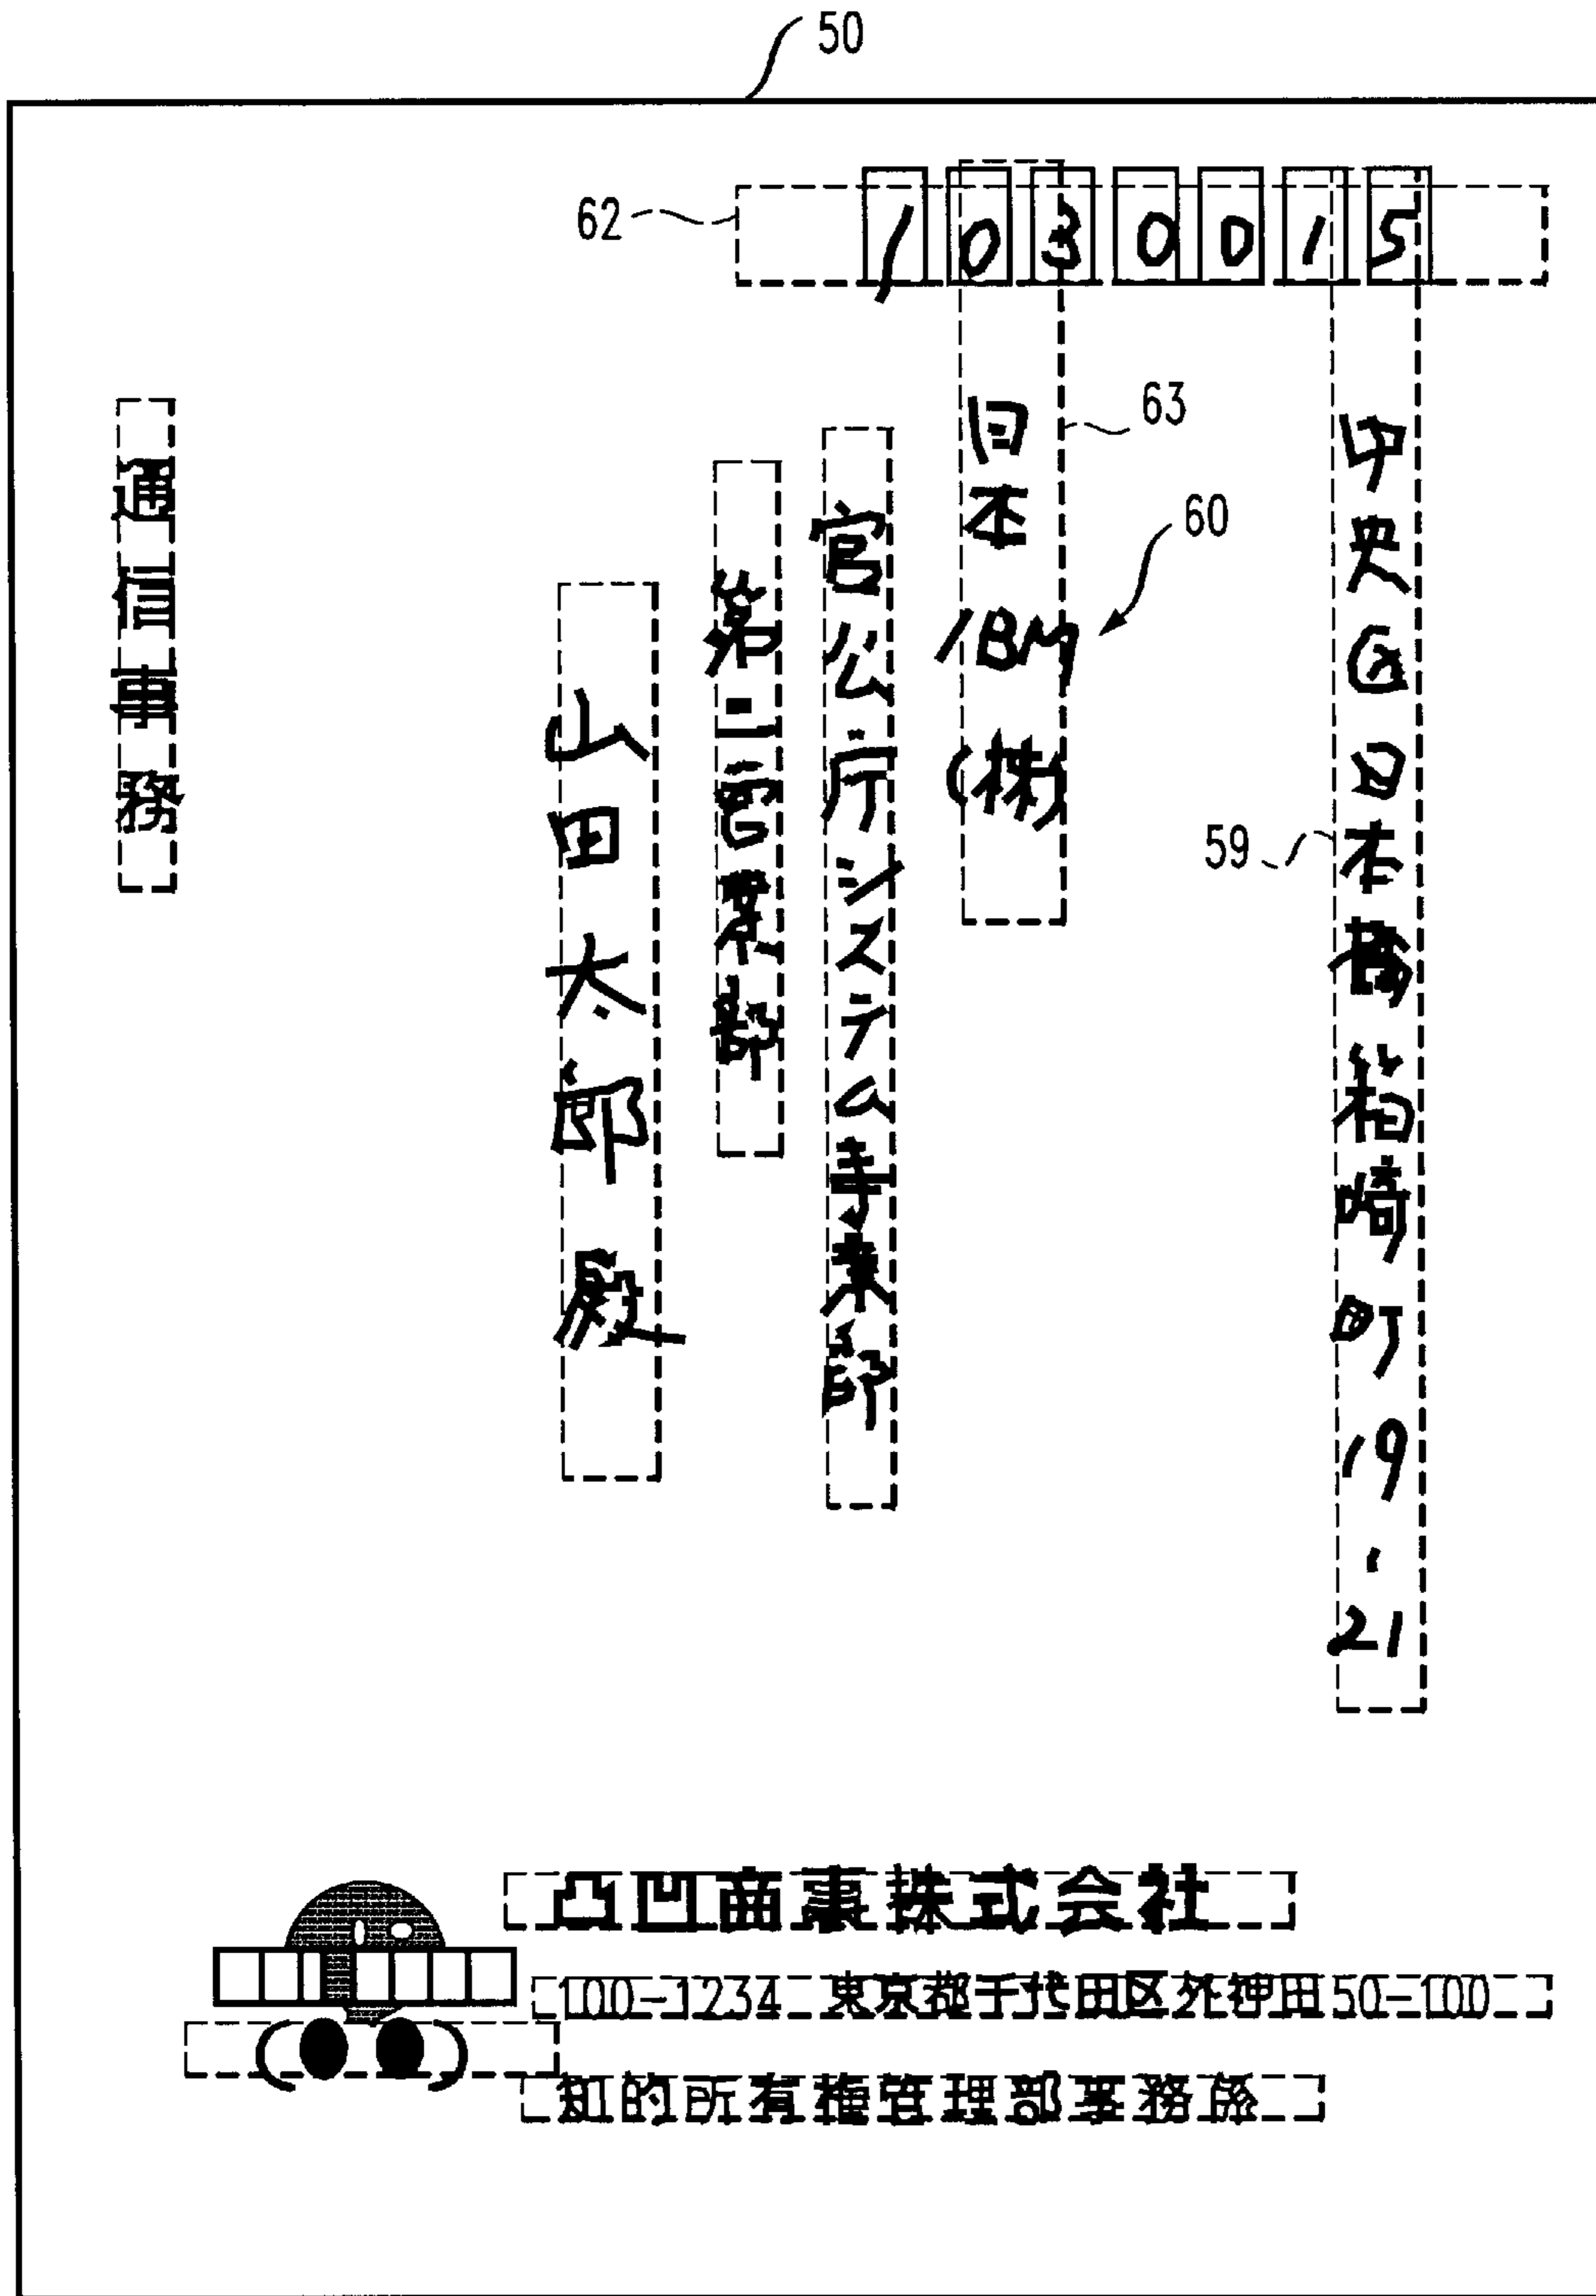 50
62
1030015
63
60
59
中央区日本橋箱崎町19-21
日本IBM(株)
官公庁システム事業部
第二営業部
山田太郎殿
通信事務
凸凹商事株式会社
100-1234 東京都千代田区外神田50-100
知的所有権管理部事務係